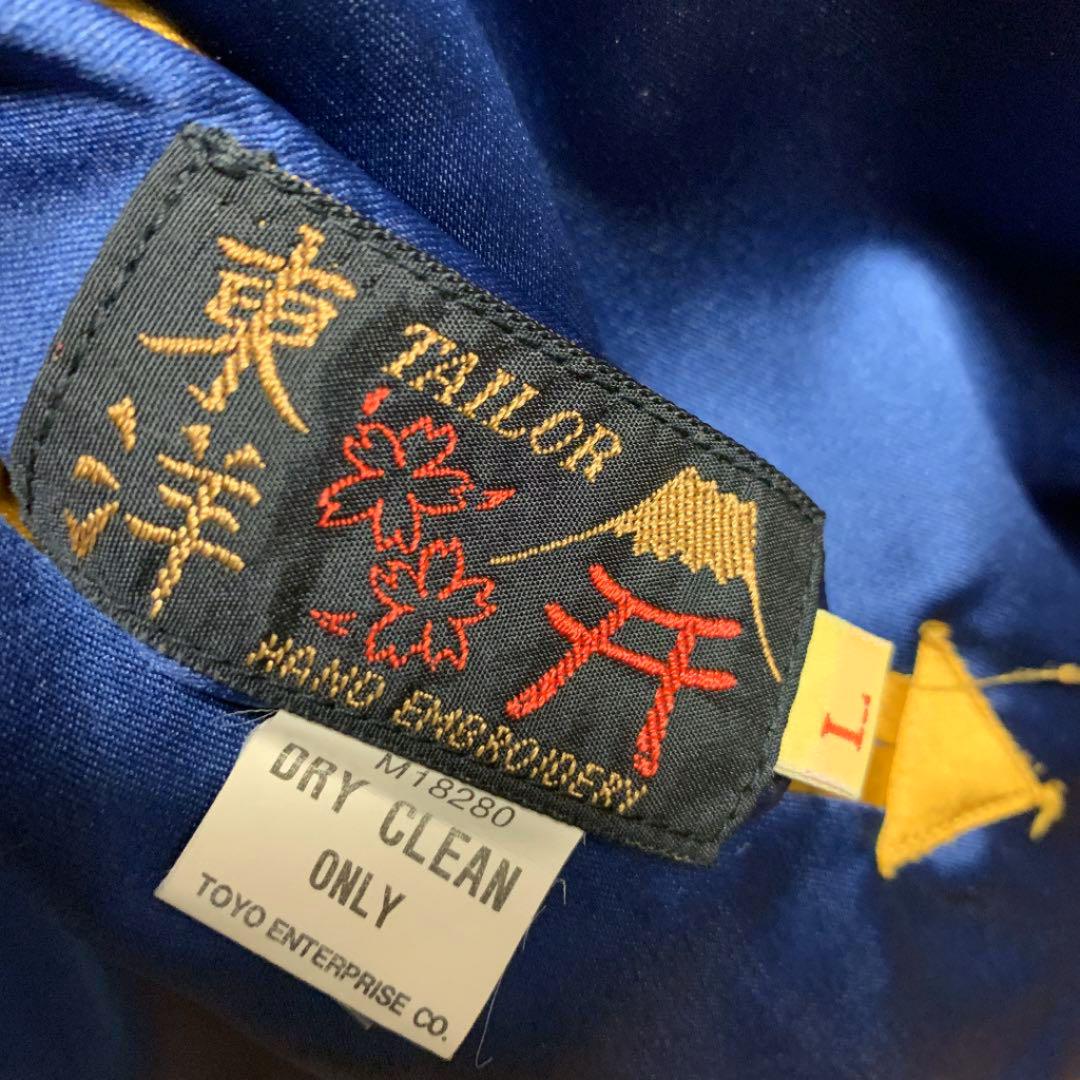 東洋
TAILOR
HAND EMBROIDERY
L
M18280
DRY CLEAN
ONLY
TOYO ENTERPRISE CO.